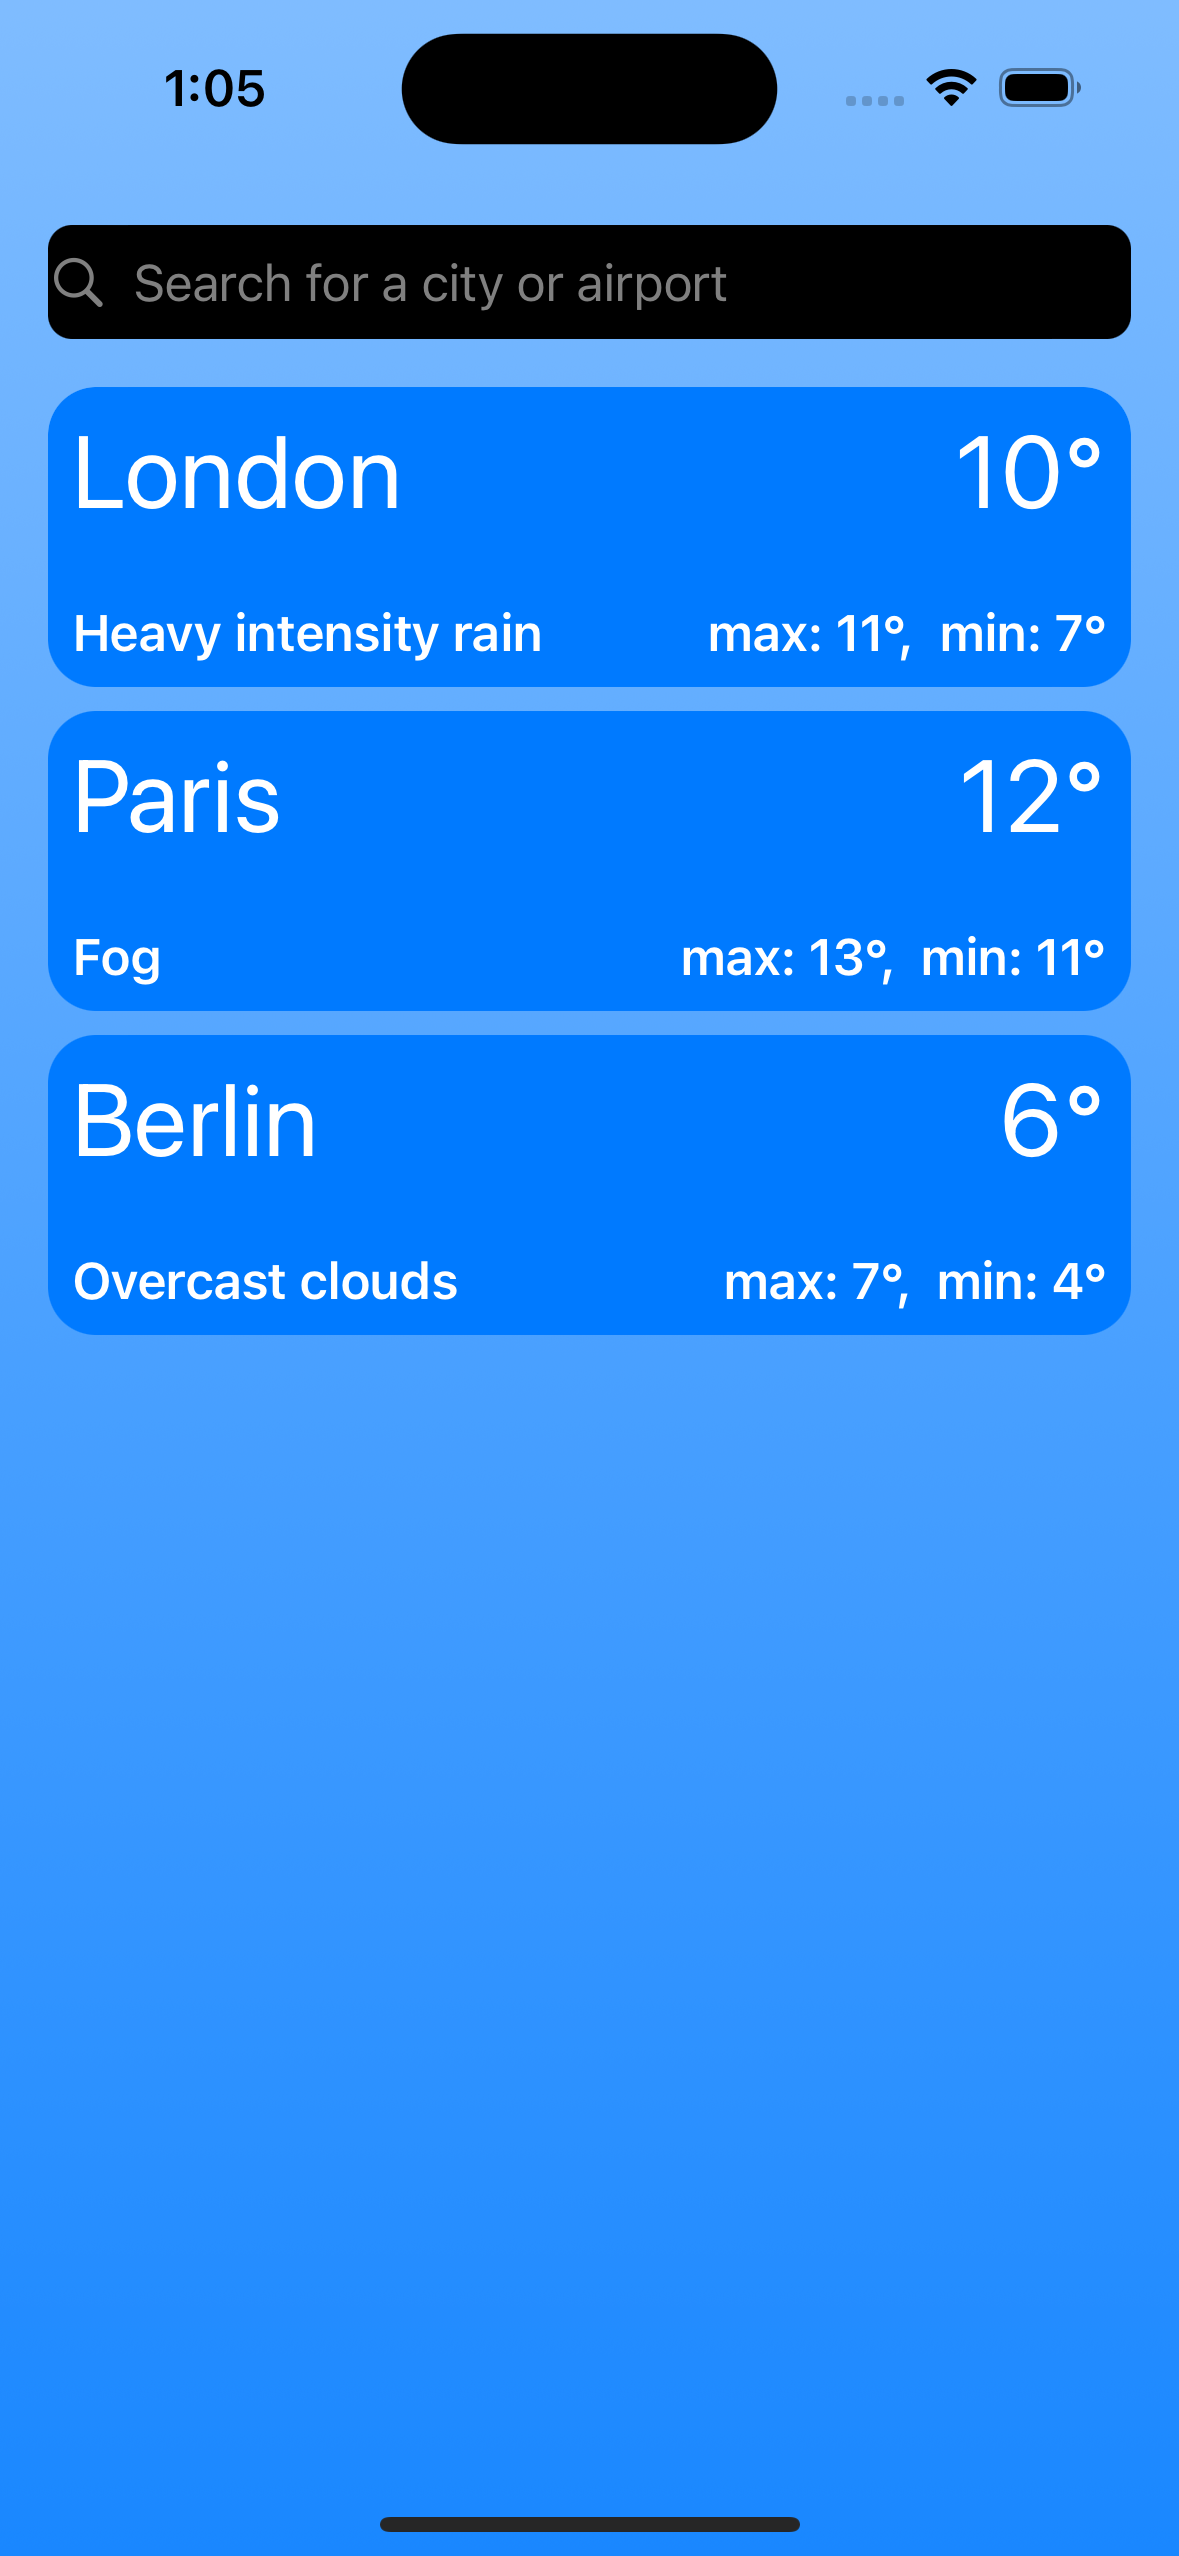 1:05
Search for a city or airport
London 10°
Heavy intensity rain max: 11°, min: 7°
Paris 12°
Fog max: 13°, min: 11°
Berlin 6°
Overcast clouds max: 7°, min: 4°